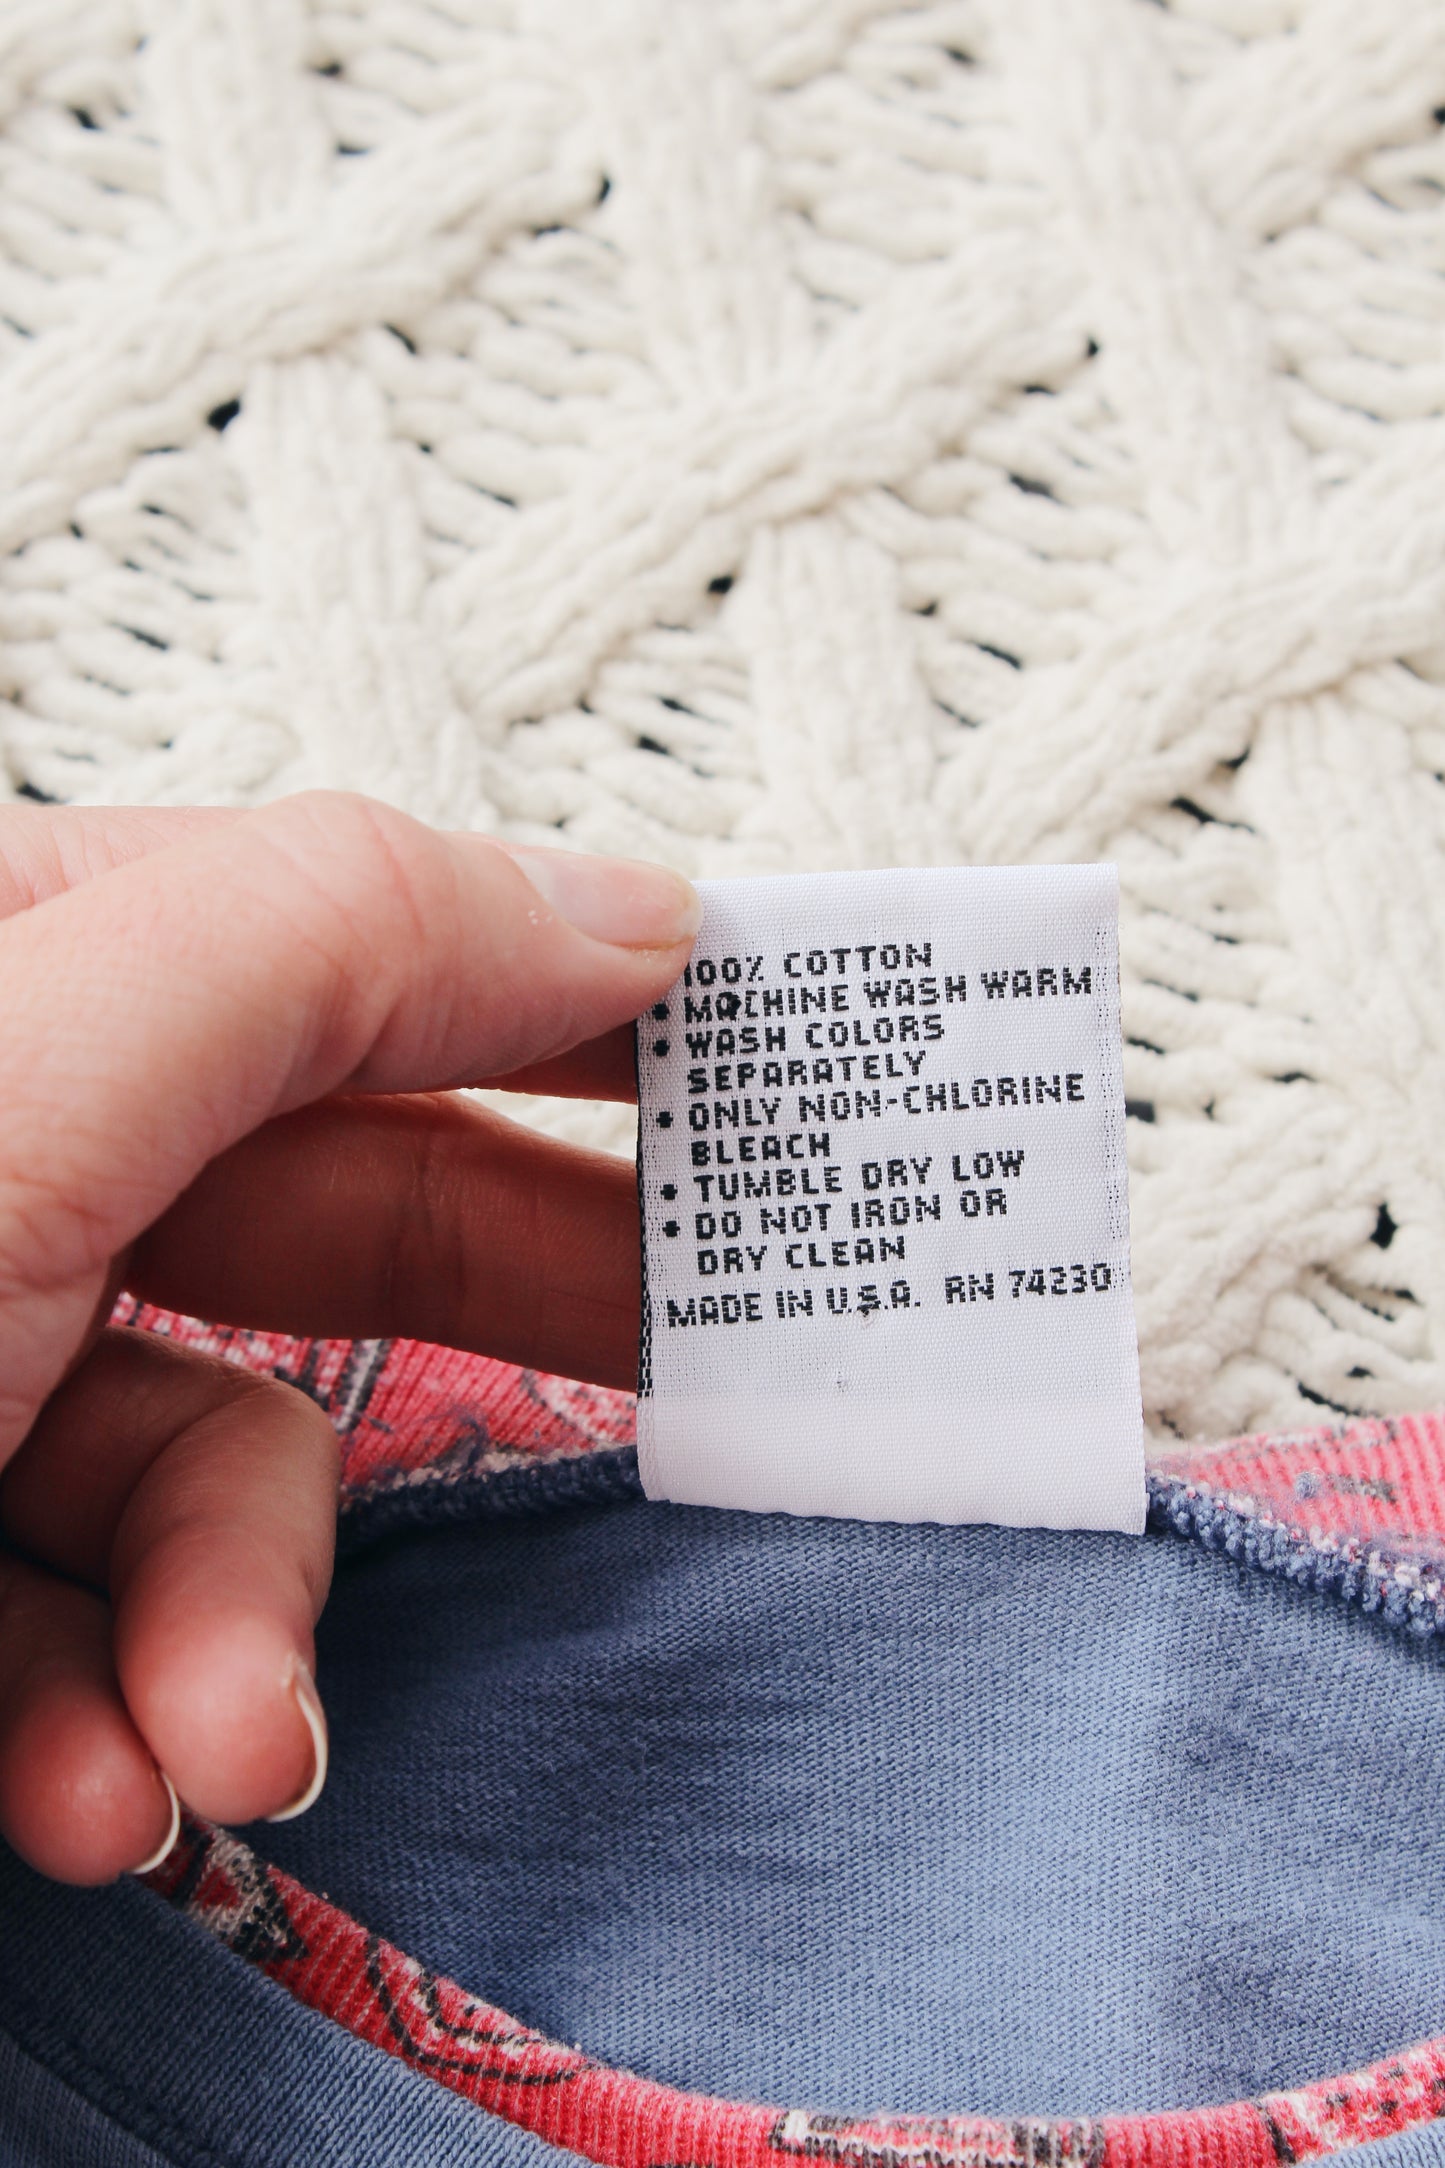 100% COTTON
• MACHINE WASH WARM
• WASH COLORS
SEPARATELY
• ONLY NON-CHLORINE
BLEACH
• TUMBLE DRY LOW
• DO NOT IRON OR
DRY CLEAN
MADE IN U.S.A. RN 74230